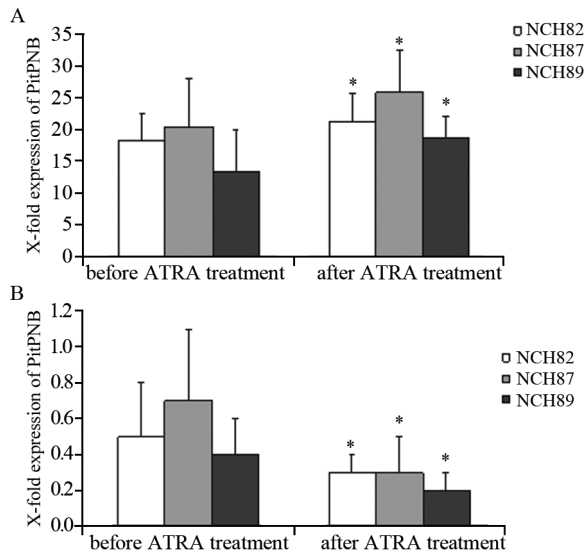 A
X-fold expression of PitPNB
35
30
25
20
15
10
5
0
NCH82
NCH87
NCH89
* * *
before ATRA treatment after ATRA treatment
B
X-fold expression of PitPNB
1.2
1.0
0.8
0.6
0.4
0.2
0.0
NCH82
NCH87
NCH89
* * *
before ATRA treatment after ATRA treatment